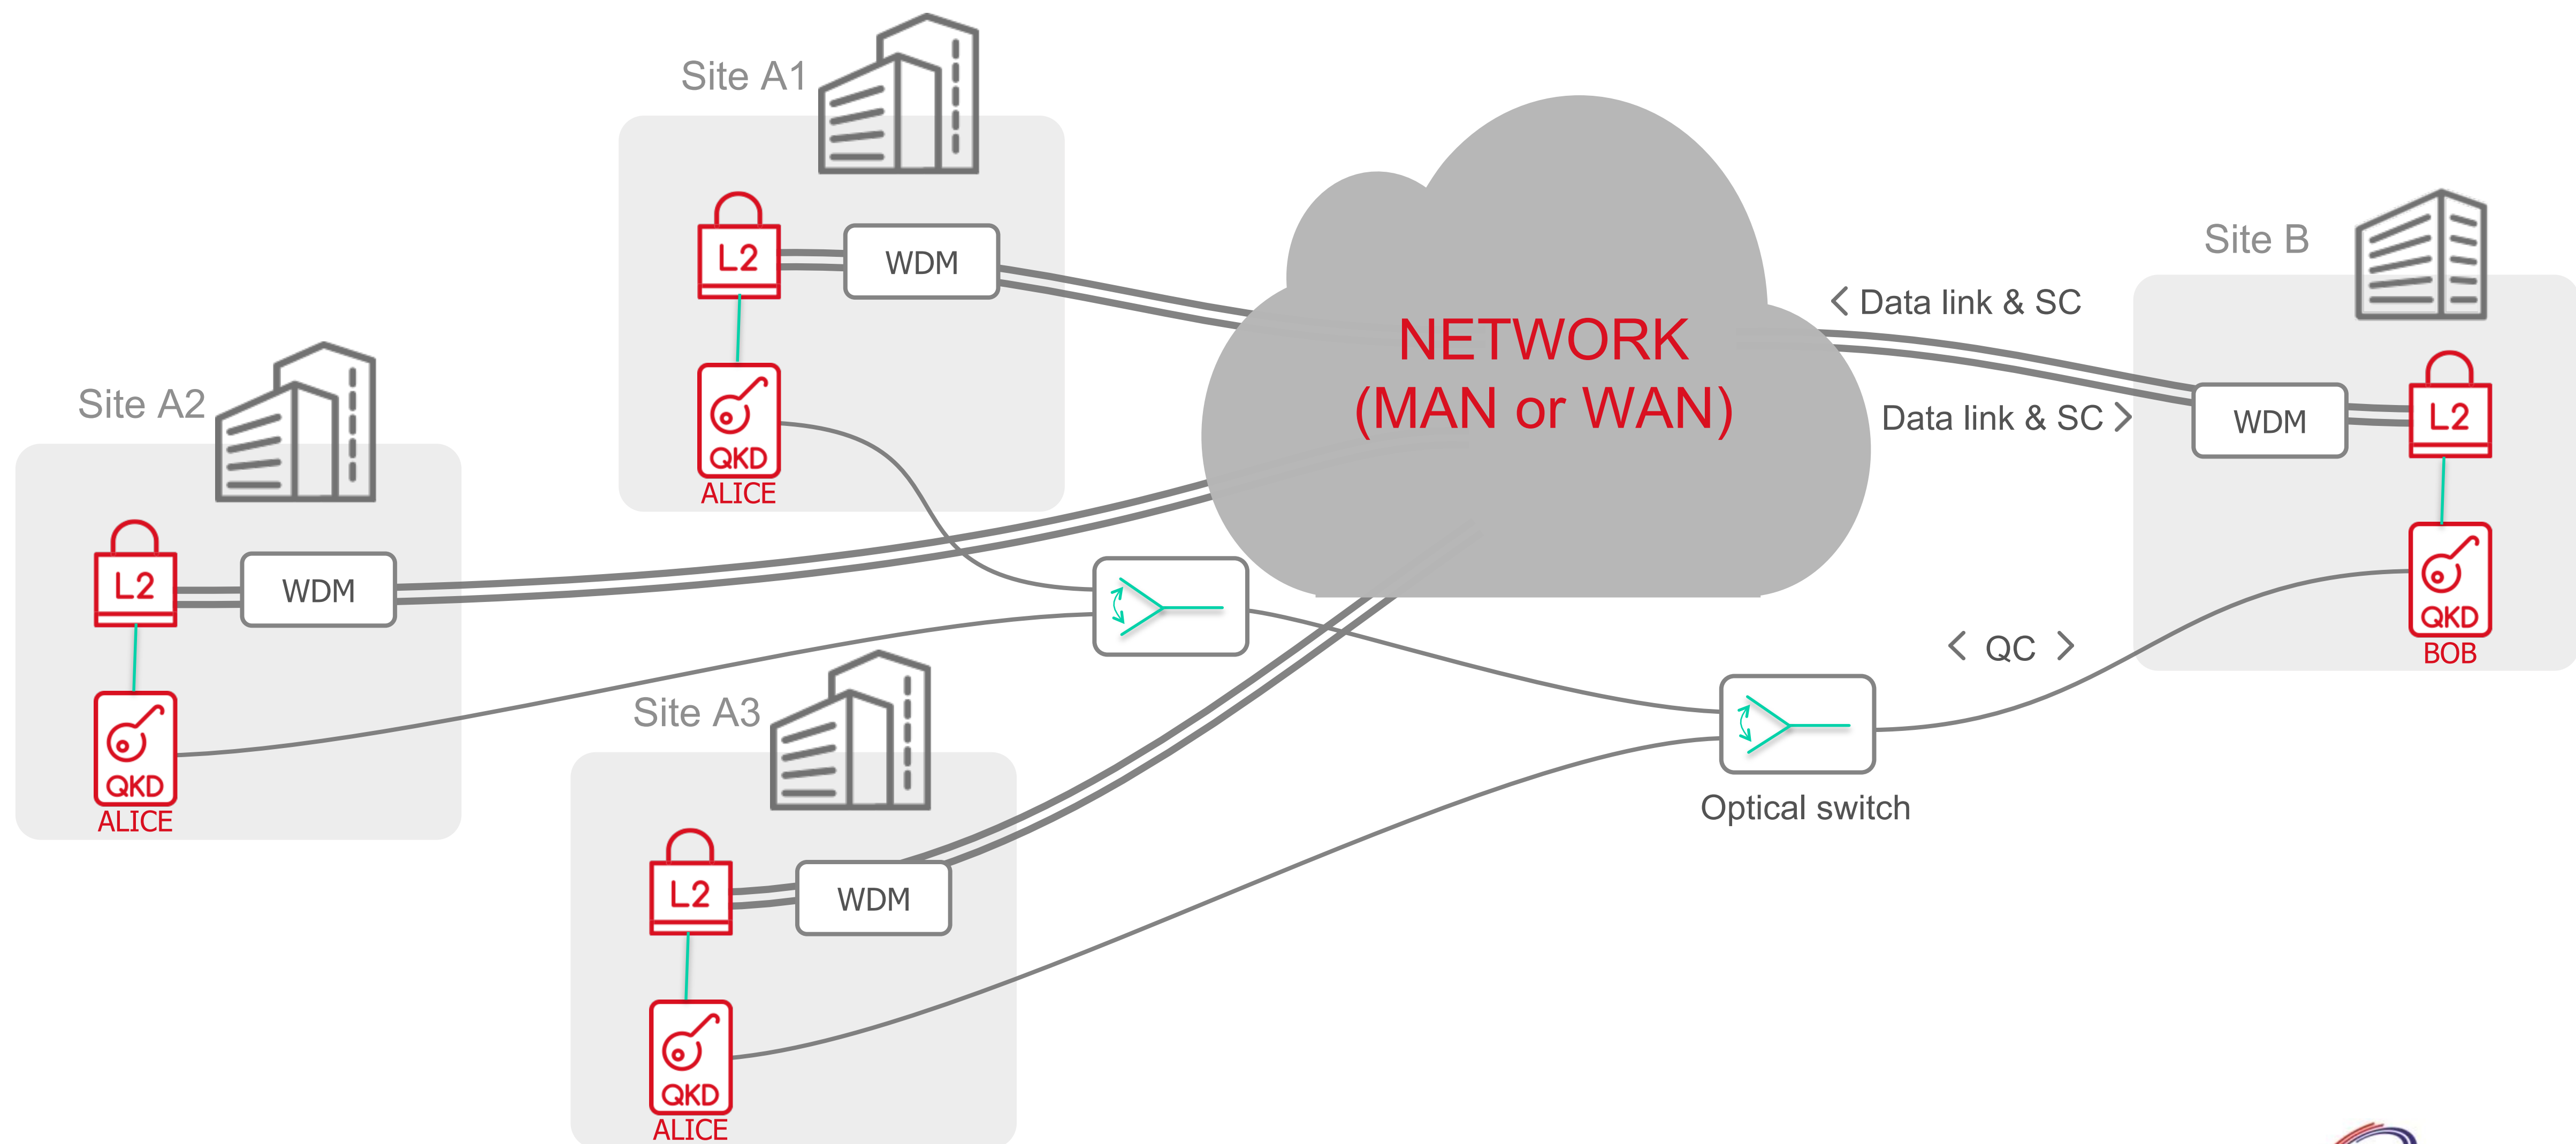 Site A1
L2
WDM
QKD
ALICE
Site A2
L2
WDM
QKD
ALICE
Site A3
L2
WDM
QKD
ALICE
NETWORK
(MAN or WAN)
< Data link & SC
Data link & SC >
< QC >
Optical switch
Site B
WDM
L2
QKD
BOB